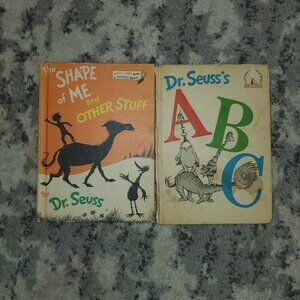 The
SHAPE
of ME
and
OTHER STUFF
by
Dr. Seuss
Dr. Seuss's
A
B
C